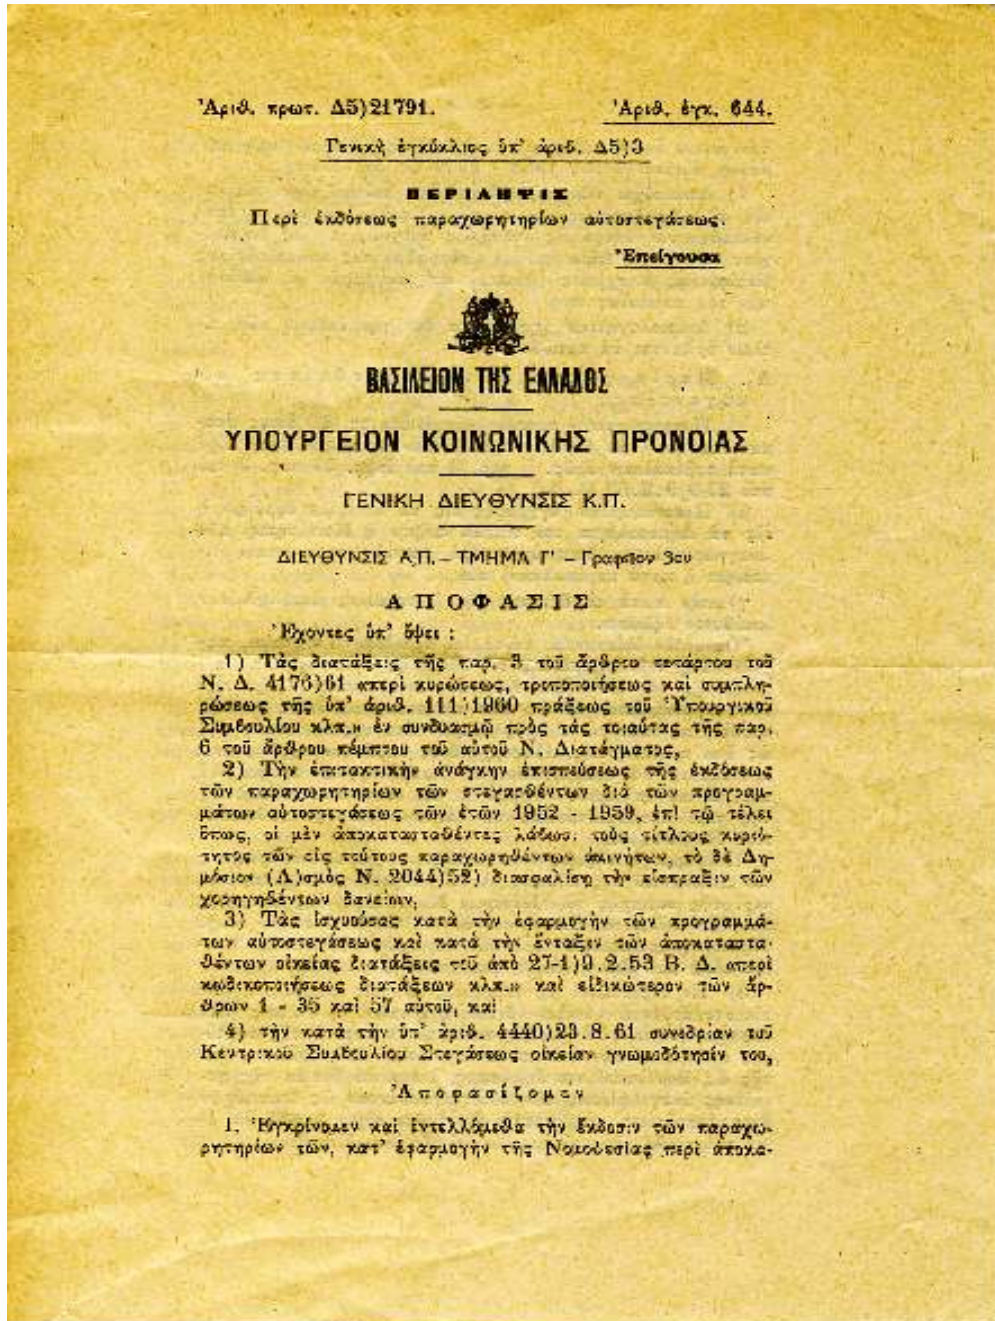 Ἀριθ. πρωτ. Δ5)21791.
Ἀριθ. ἐγκ. 644.
Γενικὴ ἐγκύκλιος ὑπ' ἀριθ. Δ5)3
ΠΕΡΙΛΗΨΙΣ
Περὶ ἐκδόσεως παραχωρητηρίων αὐτοστεγάσεως.
Ἐπείγουσα
ΒΑΣΙΛΕΙΟΝ ΤΗΣ ΕΛΛΑΔΟΣ
ΥΠΟΥΡΓΕΙΟΝ ΚΟΙΝΩΝΙΚΗΣ ΠΡΟΝΟΙΑΣ
ΓΕΝΙΚΗ ΔΙΕΥΘΥΝΣΙΣ Κ.Π.
ΔΙΕΥΘΥΝΣΙΣ Α.Π. – ΤΜΗΜΑ Γ' – Γραφεῖον 3ον
ΑΠΟΦΑΣΙΣ
Ἔχοντες ὑπ' ὄψει :
1) Τὰς διατάξεις τῆς παρ. 3 τοῦ ἄρθρου τετάρτου τοῦ
Ν. Δ. 4176)61 «περὶ κυρώσεως, τροποποιήσεως καὶ συμπλη-
ρώσεως τῆς ὑπ' ἀριθ. 111)1960 πράξεως τοῦ Ὑπουργικοῦ
Συμβουλίου κλπ.» ἐν συνδυασμῷ πρὸς τὰς τοιαύτας τῆς παρ.
6 τοῦ ἄρθρου πέμπτου τοῦ αὐτοῦ Ν. Διατάγματος,
2) Τὴν ἐπιτακτικὴν ἀνάγκην ἐπισπεύσεως τῆς ἐκδόσεως
τῶν παραχωρητηρίων τῶν στεγασθέντων διὰ τῶν προγραμ-
μάτων αὐτοστεγάσεως τῶν ἐτῶν 1952 - 1959, ἐπὶ τῷ τέλει
ὅπως, οἱ μὲν ἀποκατασταθέντες λάβωσι τοὺς τίτλους κυριό-
τητος τῶν εἰς τούτους παραχωρηθέντων ἀκινήτων, τὸ δὲ Δη-
μόσιον (Λ)σμὸς Ν. 2044)52) διασφαλίσῃ τὴν εἴσπραξιν τῶν
χορηγηθέντων δανείων,
3) Τὰς ἰσχυούσας κατὰ τὴν ἐφαρμογὴν τῶν προγραμμά-
των αὐτοστεγάσεως καὶ κατὰ τὴν ἔνταξιν τῶν ἀποκαταστα-
θέντων οἰκείας διατάξεις τοῦ ἀπὸ 27-1)9.2.53 Β. Δ. «περὶ
κωδικοποιήσεως διατάξεων κλπ.» καὶ εἰδικώτερον τῶν ἄρ-
θρων 1 - 35 καὶ 57 αὐτοῦ, καὶ
4) τὴν κατὰ τὴν ὑπ' ἀριθ. 4440)23.8.61 συνεδρίαν τοῦ
Κεντρικοῦ Συμβουλίου Στεγάσεως οἰκείαν γνωμοδότησίν του,
Ἀποφασίζομεν
1. Ἐγκρίνομεν καὶ ἐντελλόμεθα τὴν ἔκδοσιν τῶν παραχω-
ρητηρίων τῶν, κατ' ἐφαρμογὴν τῆς Νομοθεσίας περὶ ἀποκα-